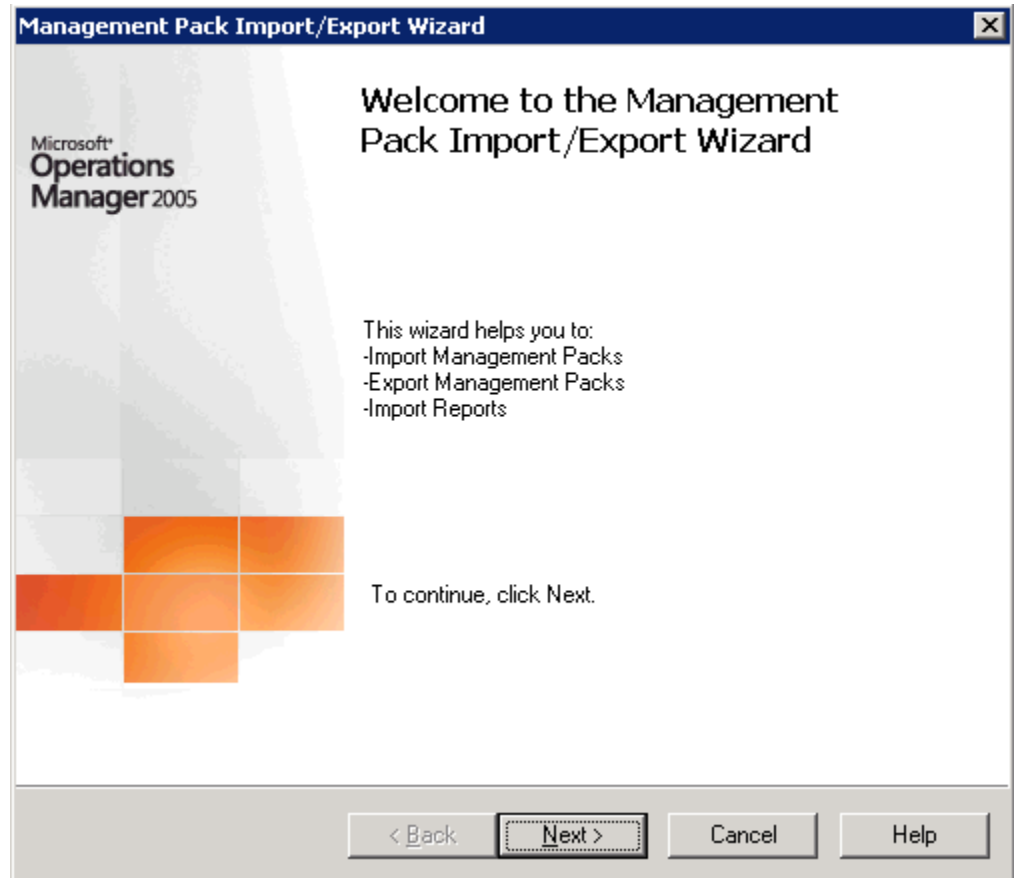 Management Pack Import/Export Wizard
Welcome to the Management
Pack Import/Export Wizard
Microsoft®
Operations
Manager 2005
This wizard helps you to:
-Import Management Packs
-Export Management Packs
-Import Reports
To continue, click Next.
< Back
Next >
Cancel
Help